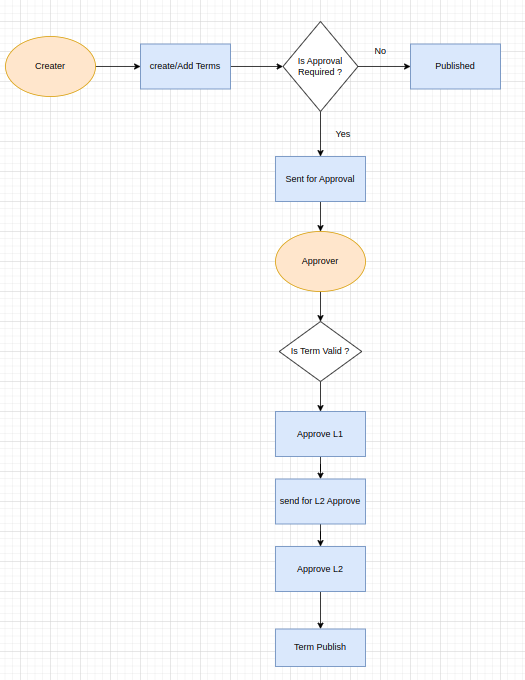 Creater
create/Add Terms
Is Approval
Required ?
No
Published
Yes
Sent for Approval
Approver
Is Term Valid ?
Approve L1
send for L2 Approve
Approve L2
Term Publish